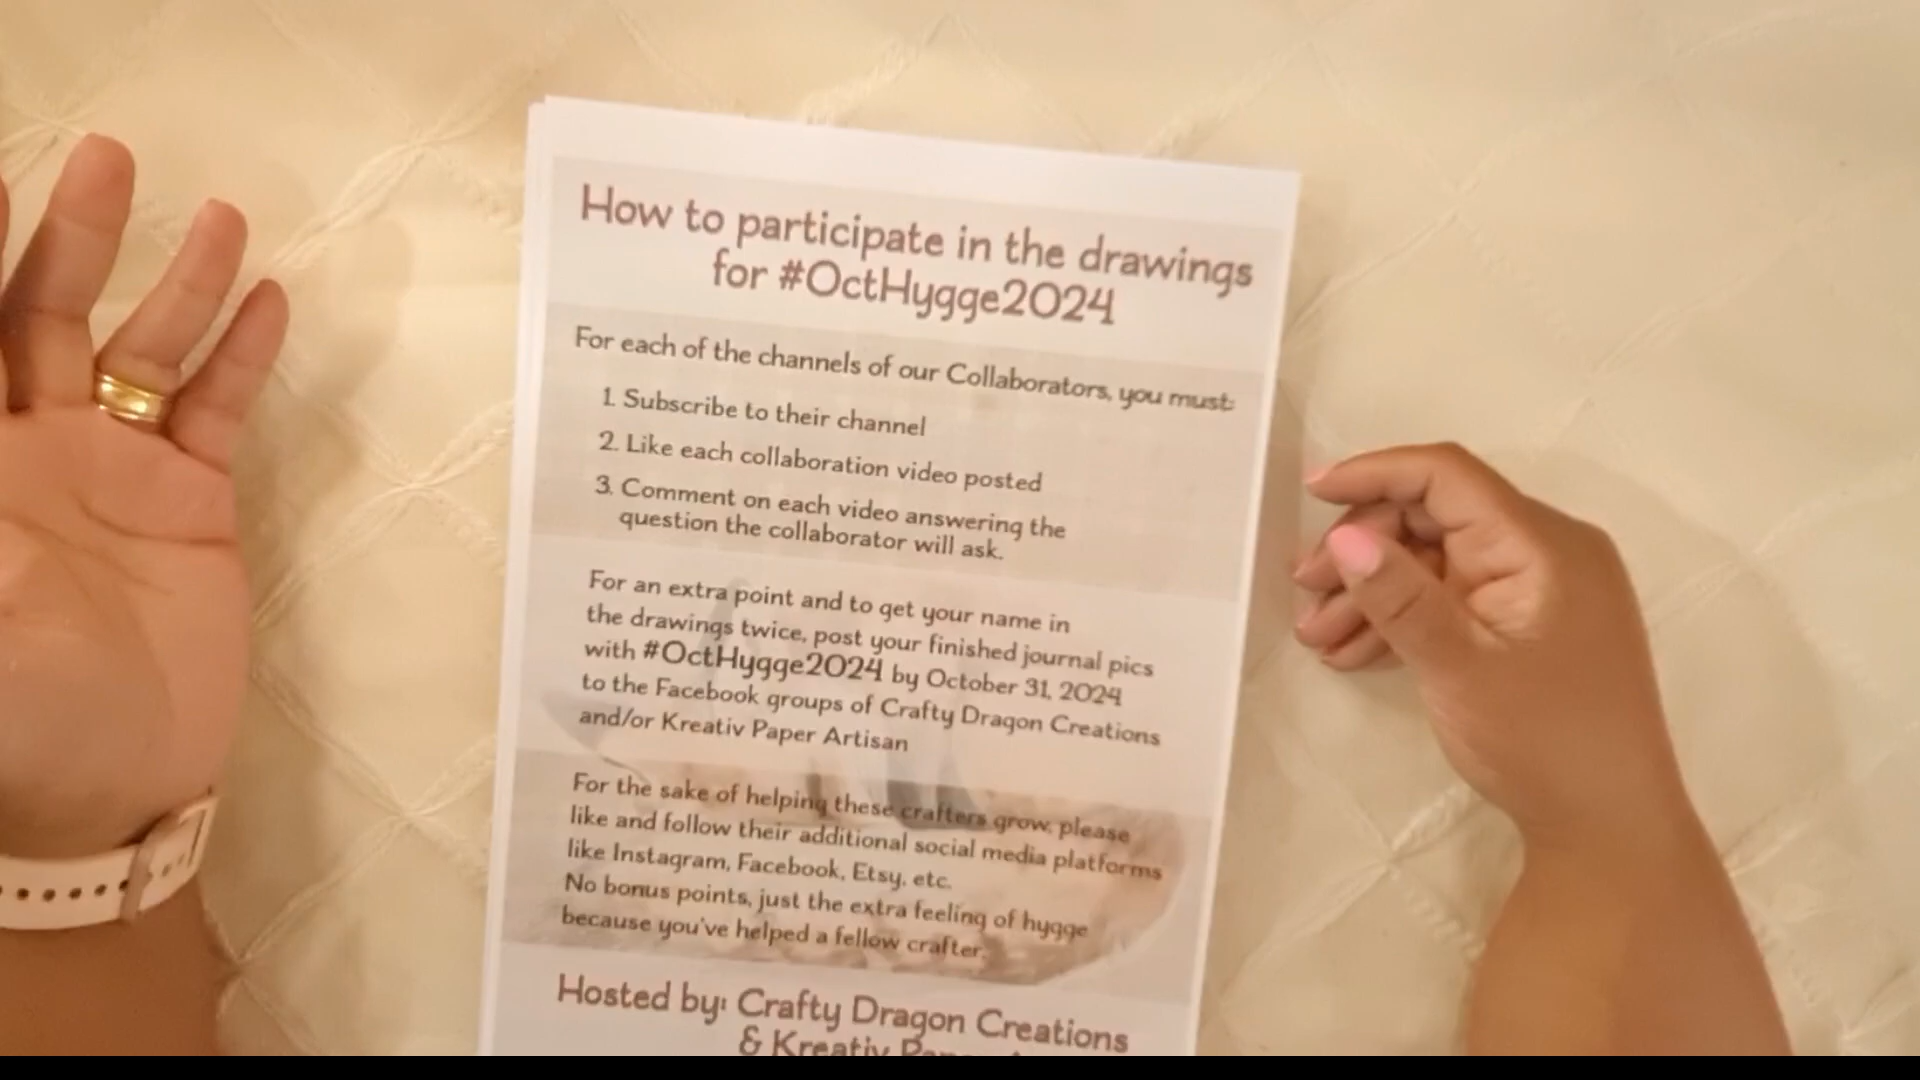 How to participate in the drawings
for #OctHygge2024
For each of the channels of our Collaborators, you must:
1. Subscribe to their channel
2. Like each collaboration video posted
3. Comment on each video answering the
question the collaborator will ask.
For an extra point and to get your name in
the drawings twice, post your finished journal pics
with #OctHygge2024 by October 31, 2024
to the Facebook groups of Crafty Dragon Creations
and/or Kreativ Paper Artisan
For the sake of helping these crafters grow, please
like and follow their additional social media platforms
like Instagram, Facebook, Etsy, etc.
No bonus points, just the extra feeling of hygge
because you've helped a fellow crafter.
Hosted by: Crafty Dragon Creations
& Kreativ